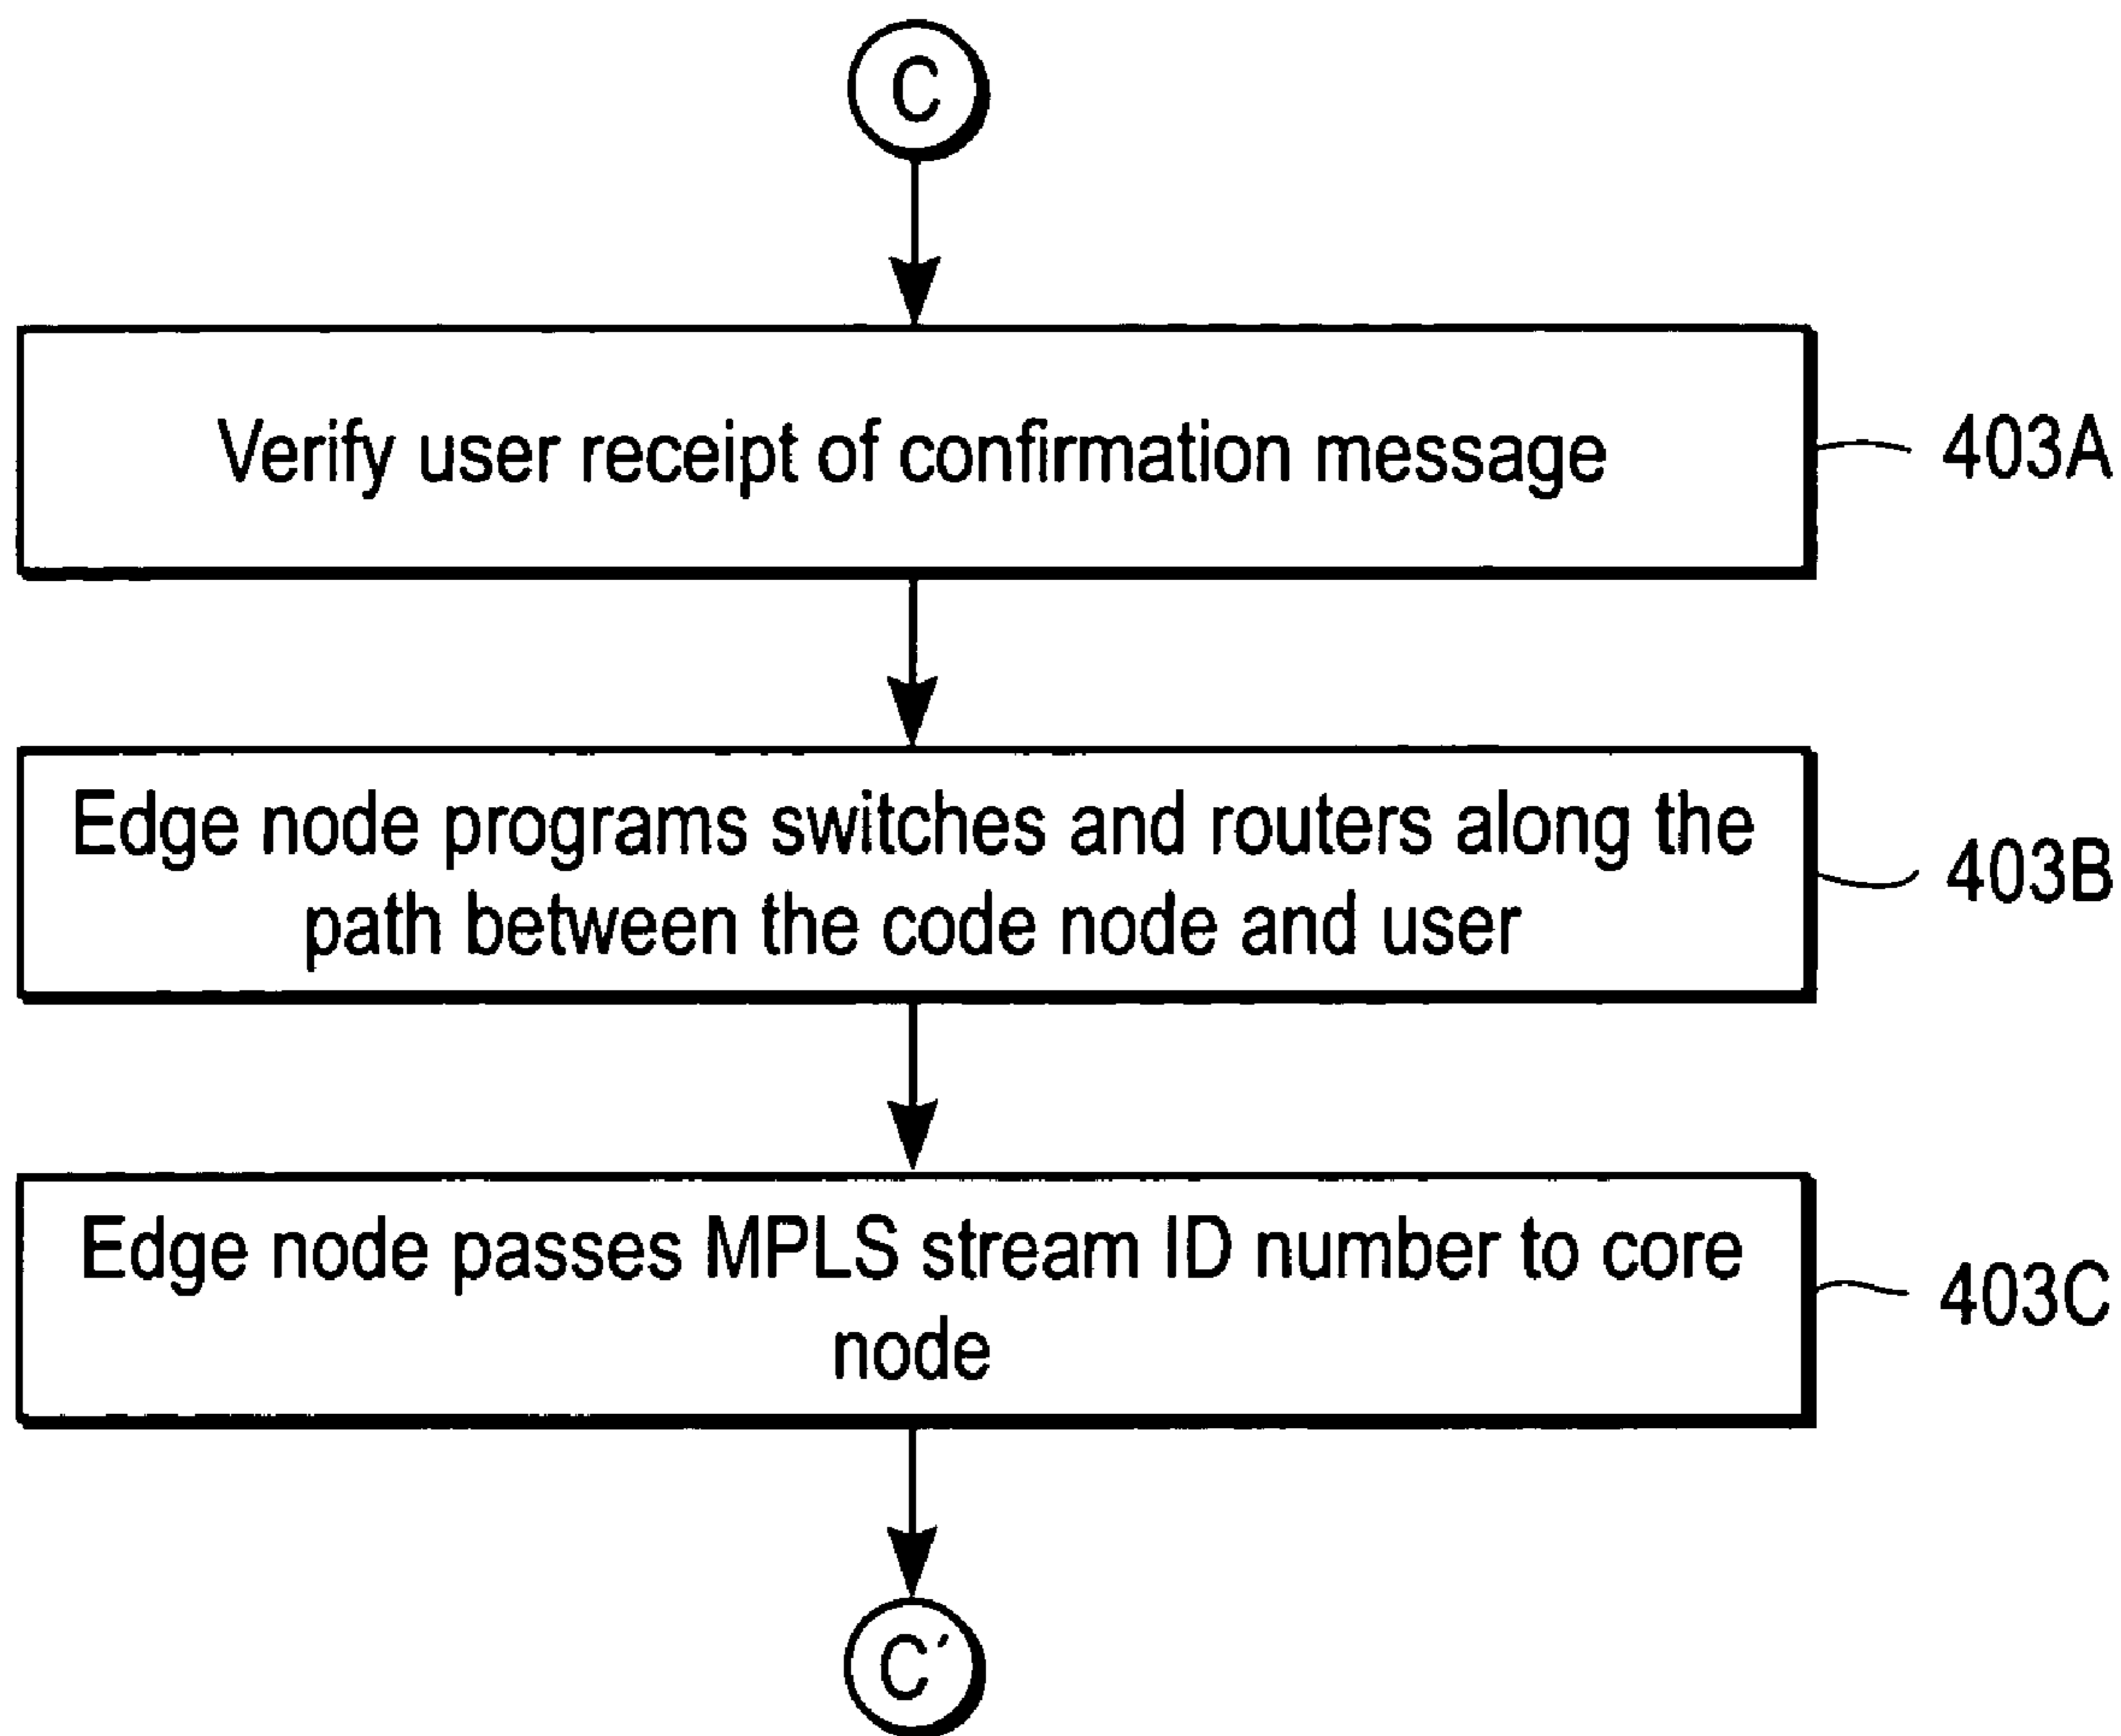 C
Verify user receipt of confirmation message
403A
Edge node programs switches and routers along the
path between the code node and user
403B
Edge node passes MPLS stream ID number to core
node
403C
C′